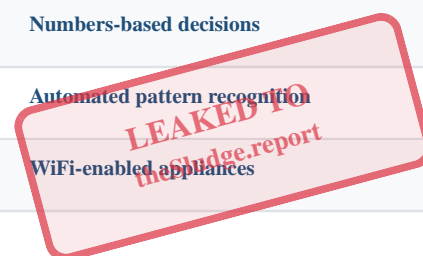 Numbers-based decisions
Automated pattern recognition
LEAKED TO
theSludge.report
WiFi-enabled appliances